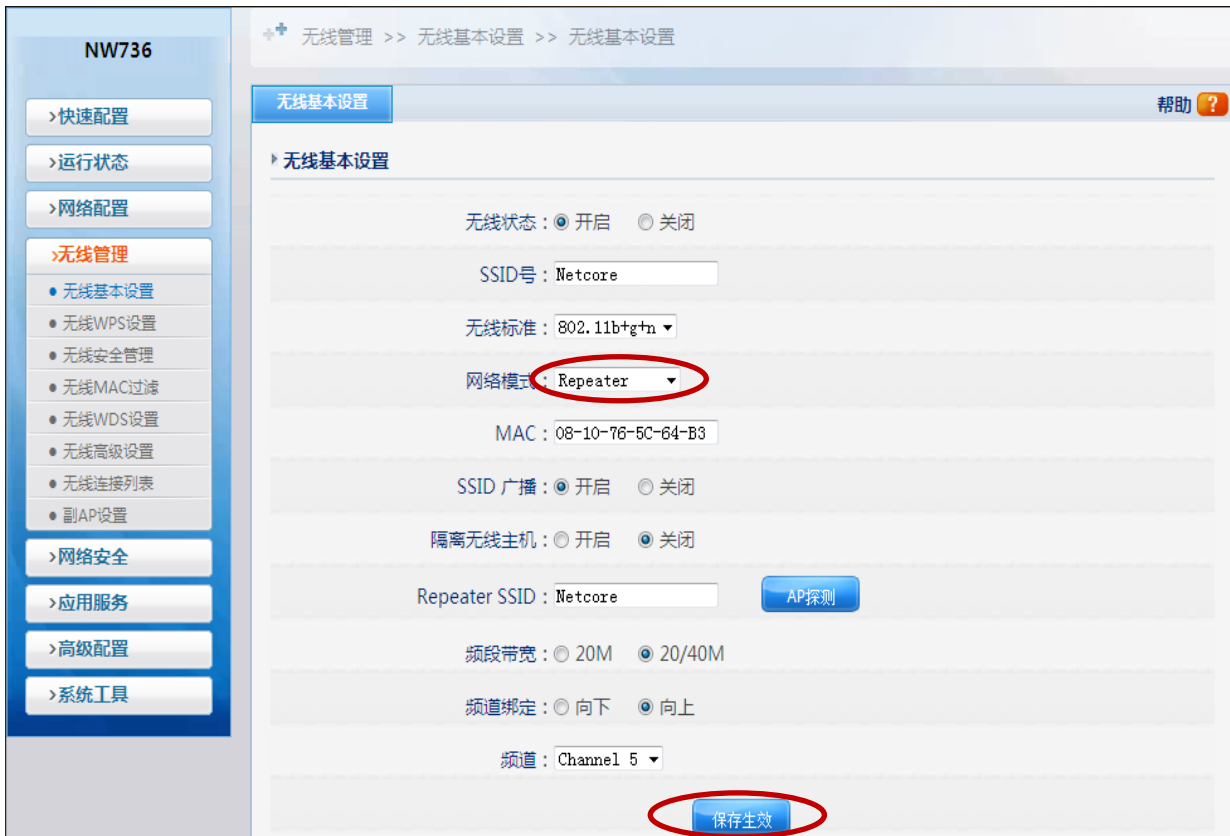 NW736
无线管理 >> 无线基本设置 >> 无线基本设置
›快速配置
›运行状态
›网络配置
›无线管理
● 无线基本设置
● 无线WPS设置
● 无线安全管理
● 无线MAC过滤
● 无线WDS设置
● 无线高级设置
● 无线连接列表
● 副AP设置
›网络安全
›应用服务
›高级配置
›系统工具
无线基本设置
帮助 ?
无线基本设置
无线状态： 开启 关闭
SSID号： Netcore
无线标准： 802.11b+g+n
网络模式： Repeater
MAC： 08-10-76-5C-64-B3
SSID 广播： 开启 关闭
隔离无线主机： 开启 关闭
Repeater SSID： Netcore AP探测
频段带宽： 20M 20/40M
频道绑定： 向下 向上
频道： Channel 5
保存生效